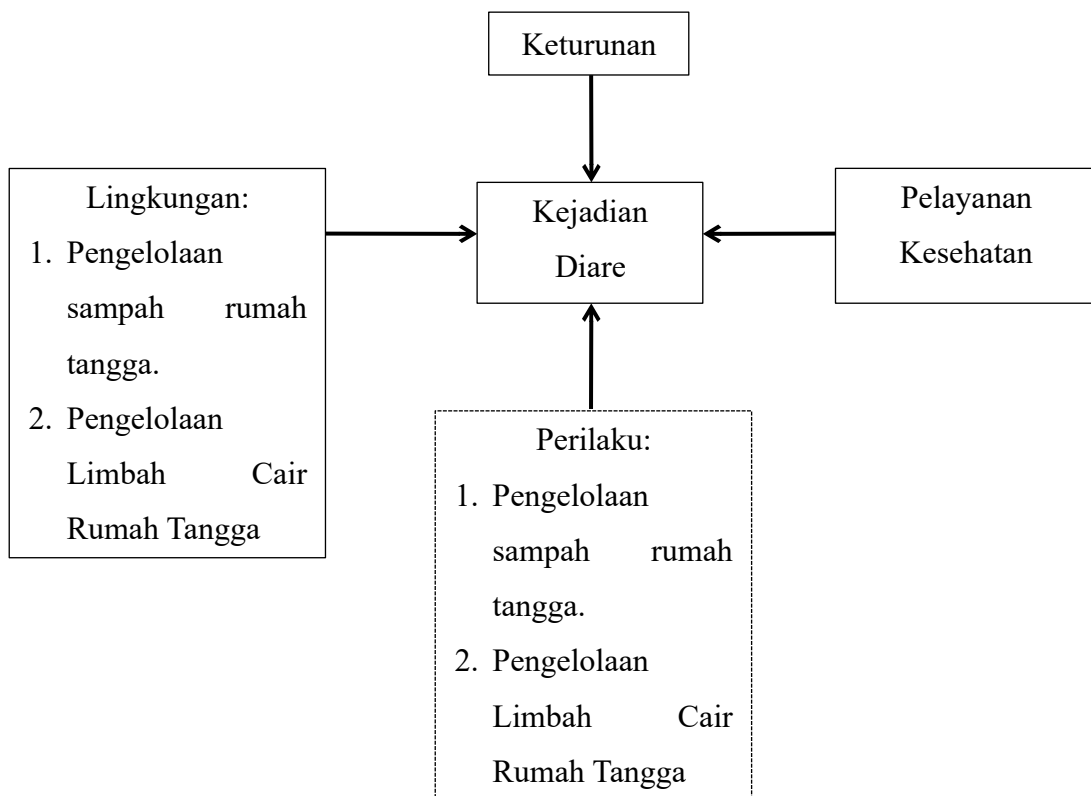 Keturunan
Lingkungan:
1. Pengelolaan
sampah rumah
tangga.
2. Pengelolaan
Limbah Cair
Rumah Tangga
Kejadian
Diare
Pelayanan
Kesehatan
Perilaku:
1. Pengelolaan
sampah rumah
tangga.
2. Pengelolaan
Limbah Cair
Rumah Tangga